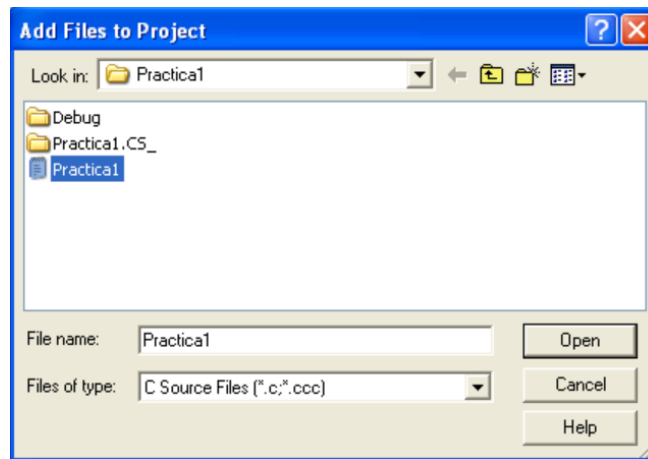 Add Files to Project
Look in: Practica1
Debug
Practica1.CS_
Practica1
File name: Practica1 Open
Files of type: C Source Files (*.c;*.ccc) Cancel
Help